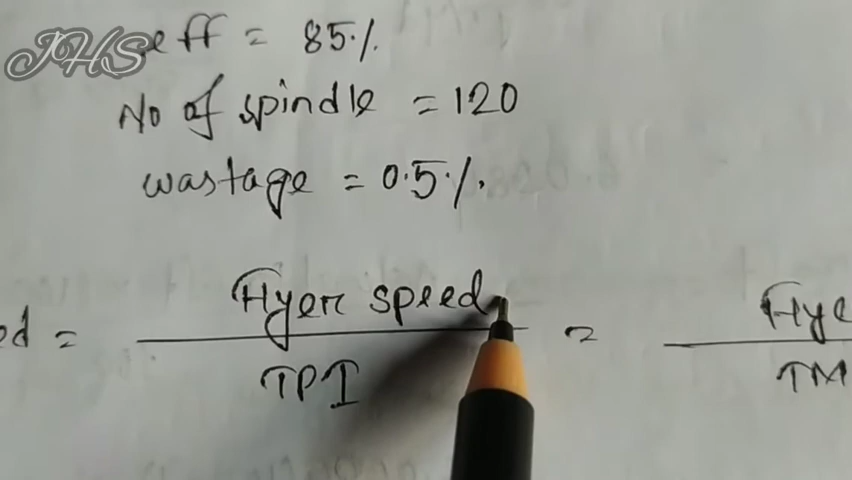 JHS
eff = 85%
No of spindle = 120
wastage = 0.5%.
ed = Flyer speed / TPI = Flye / TM